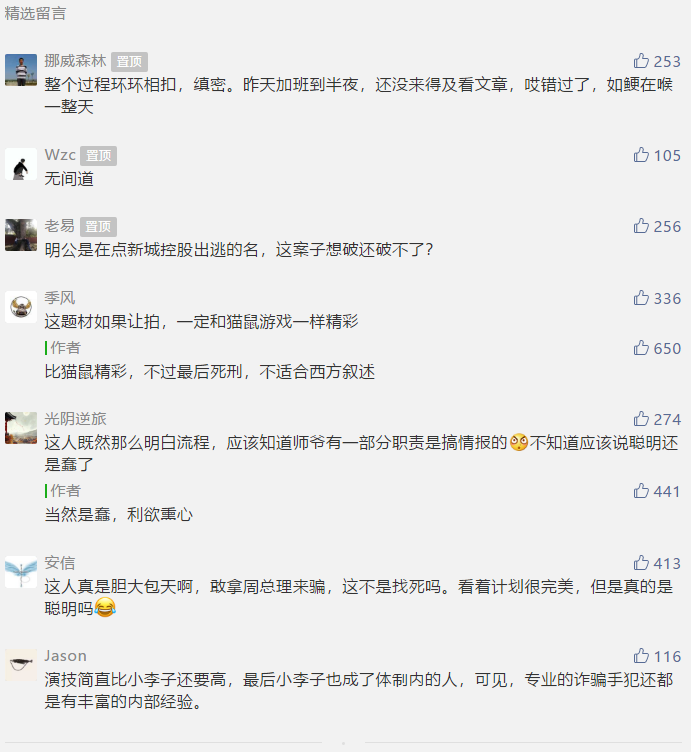 精选留言
挪威森林 置顶 253
整个过程环环相扣，缜密。昨天加班到半夜，还没来得及看文章，哎错过了，如鲠在喉
一整天
Wzc 置顶 105
无间道
老易 置顶 256
明公是在点新城控股出逃的名，这案子想破还破不了？
季风 336
这题材如果让拍，一定和猫鼠游戏一样精彩
作者 650
比猫鼠精彩，不过最后死刑，不适合西方叙述
光阴逆旅 274
这人既然那么明白流程，应该知道师爷有一部分职责是搞情报的😳不知道应该说聪明还
是蠢了
作者 441
当然是蠢，利欲熏心
安信 413
这人真是胆大包天啊，敢拿周总理来骗，这不是找死吗。看着计划很完美，但是真的是
聪明吗😂
Jason 116
演技简直比小李子还要高，最后小李子也成了体制内的人，可见，专业的诈骗手犯还都
是有丰富的内部经验。